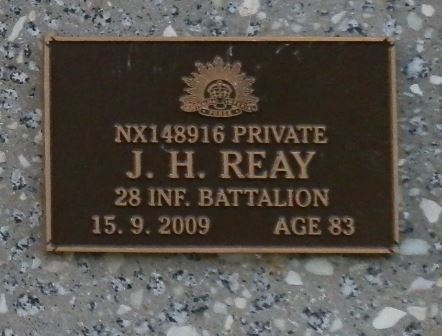 NX148916 PRIVATE
J. H. REAY
28 INF. BATTALION
15. 9. 2009 AGE 83